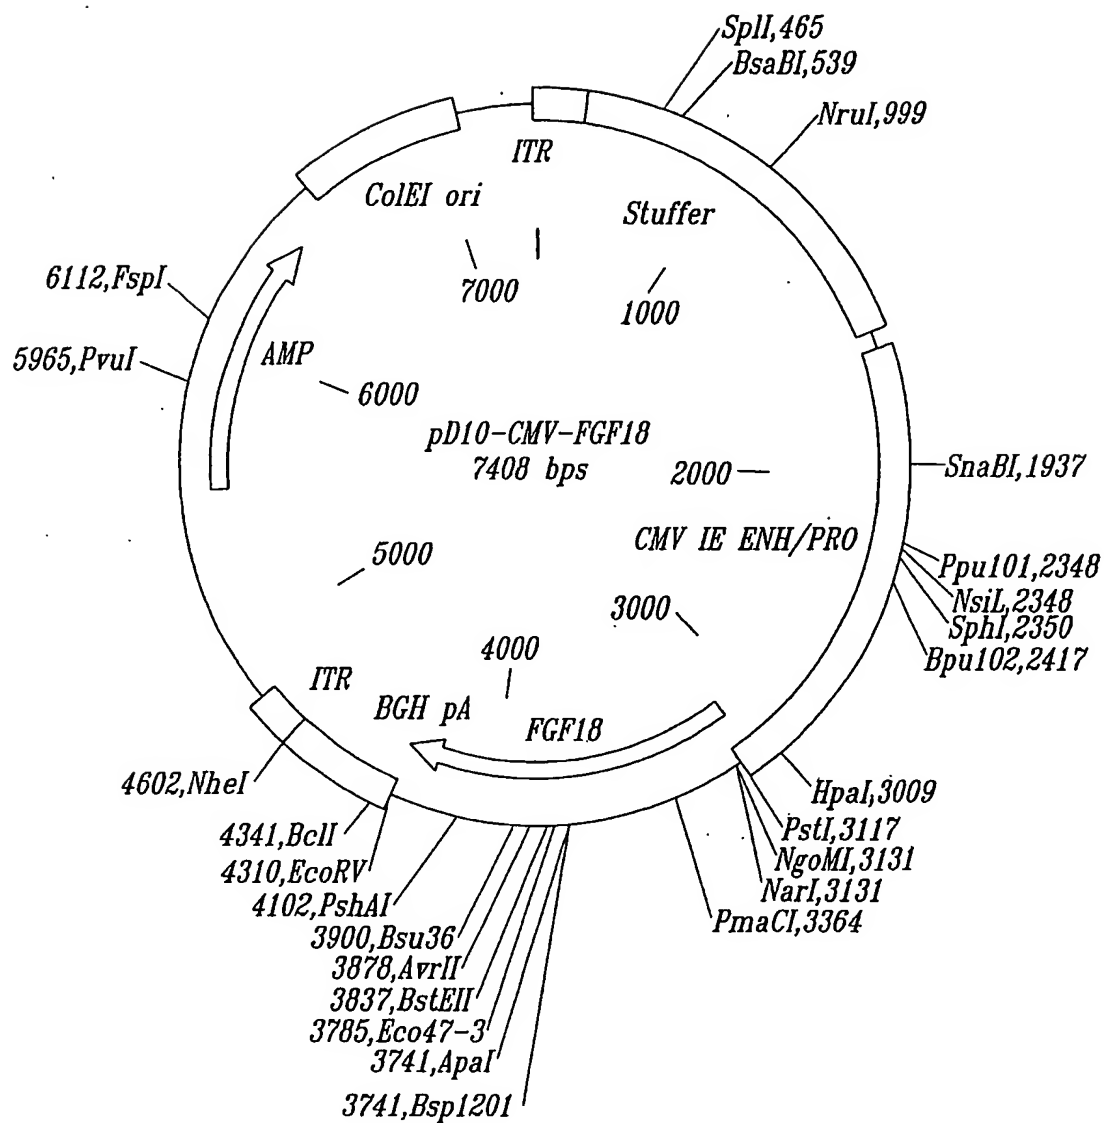 SplI,465
BsaBI,539
NruI,999
ITR
ColEI ori
Stuffer
7000
1000
6112,FspI
5965,PvuI
AMP
6000
pD10-CMV-FGF18
7408 bps
2000
SnaBI,1937
CMV IE ENH/PRO
5000
Ppu101,2348
NsiL,2348
SphI,2350
Bpu102,2417
3000
4000
ITR
BGH pA
FGF18
4602,NheI
HpaI,3009
4341,BclI
PstI,3117
4310,EcoRV
NgoMI,3131
4102,PshAI
NarI,3131
3900,Bsu36
PmaCI,3364
3878,AvrII
3837,BstEII
3785,Eco47-3
3741,ApaI
3741,Bsp1201